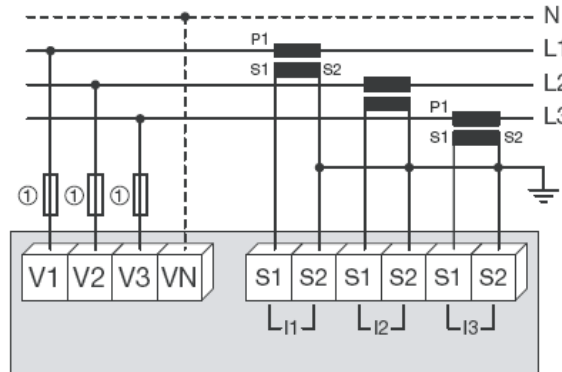 N
P1 L1
S1 S2 L2
P1 L3
S1 S2
① ① ①
V1 V2 V3 VN S1 S2 S1 S2 S1 S2
I1 I2 I3